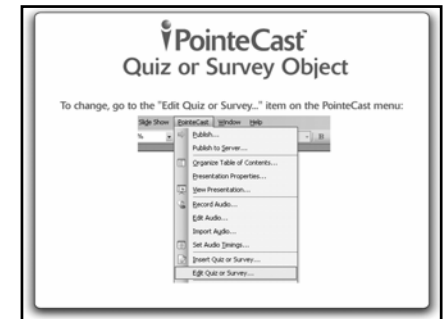 PointeCast
Quiz or Survey Object
To change, go to the "Edit Quiz or Survey..." item on the PointeCast menu:
Slide Show PointeCast Window Help
%
Publish...
Publish to Server...
Organize Table of Contents...
Presentation Properties...
View Presentation...
Record Audio...
Edit Audio...
Import Audio...
Set Audio Timings...
Insert Quiz or Survey...
Edit Quiz or Survey...